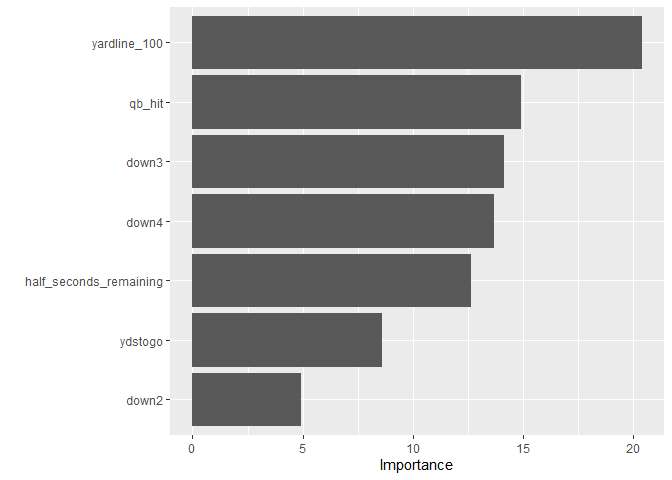 yardline_100
qb_hit
down3
down4
half_seconds_remaining
ydstogo
down2
0 5 10 15 20
Importance